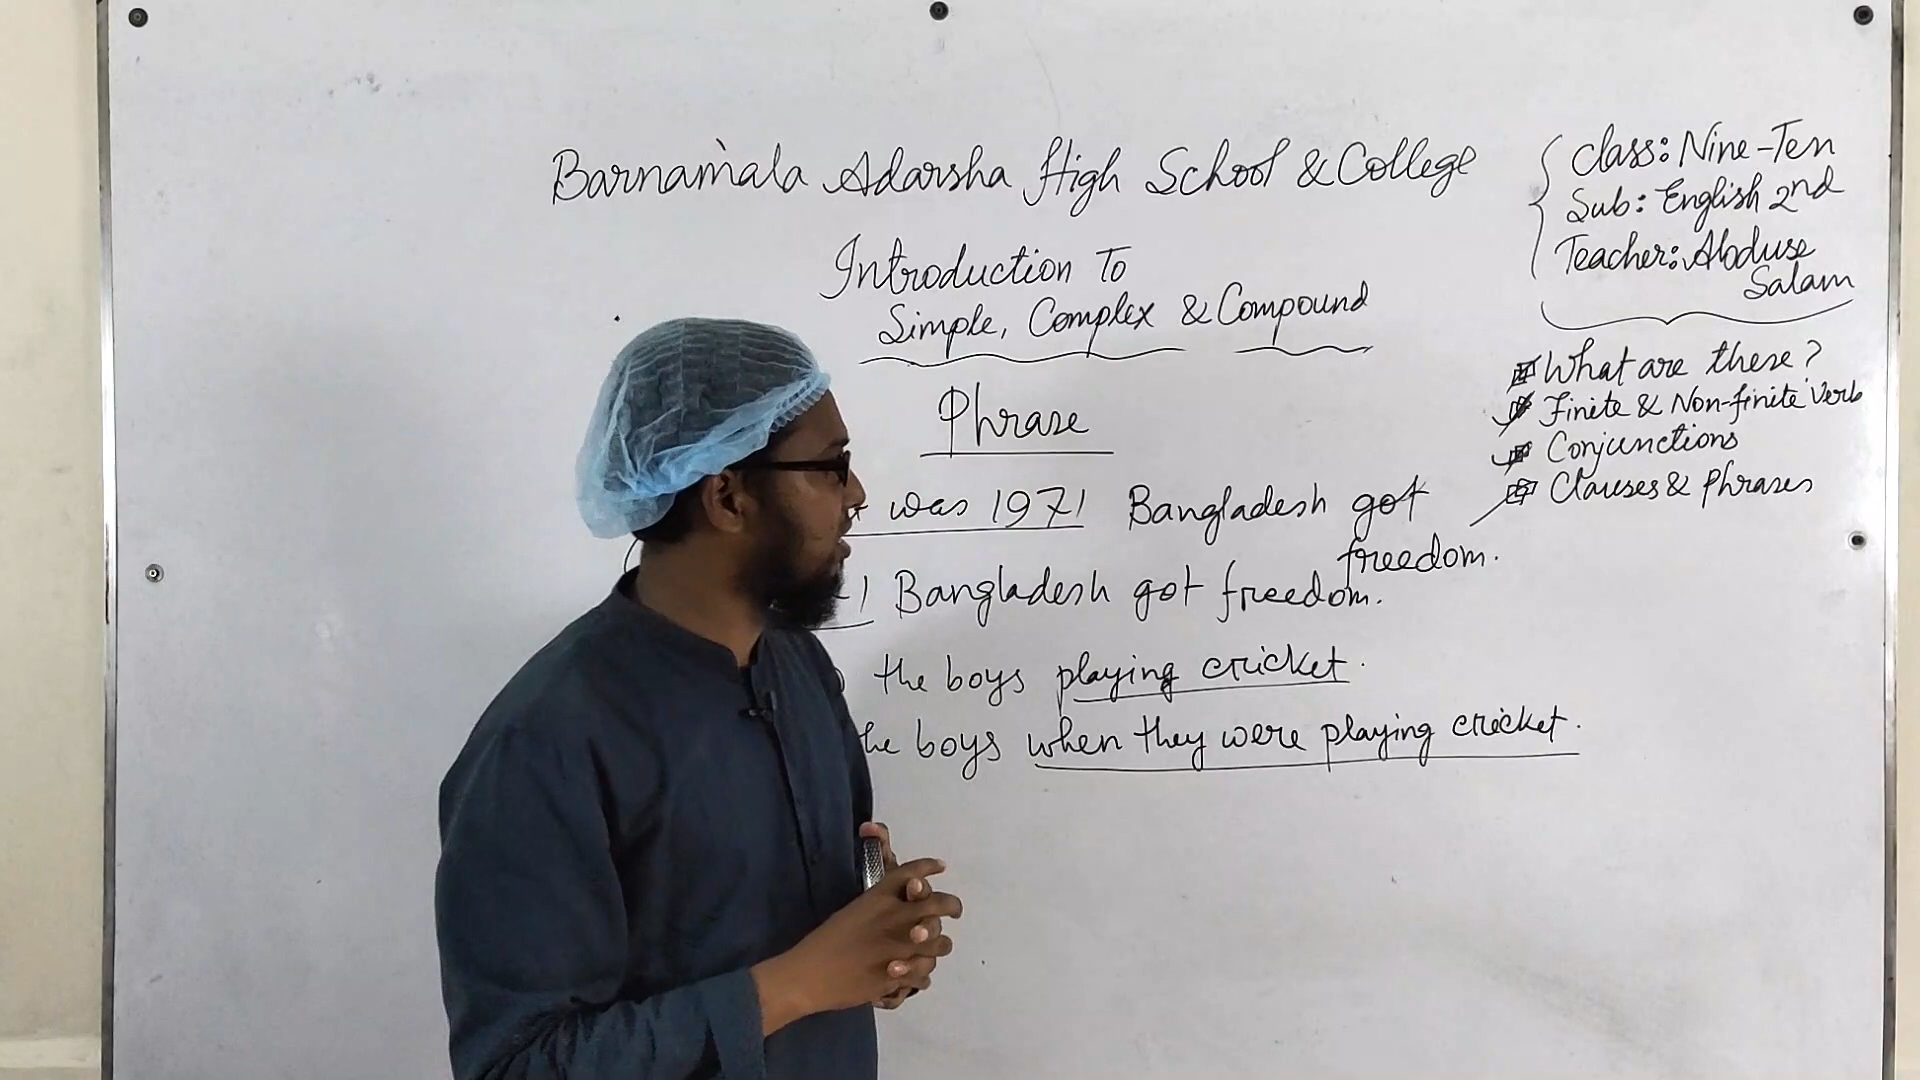 Barnamala Adarsha High School & College
Introduction To
Simple, Complex & Compound
Phrase
was 1971 Bangladesh got
freedom.
Bangladesh got freedom.
the boys playing cricket.
the boys when they were playing cricket.
Class: Nine-Ten
Sub: English 2nd
Teacher: Abduse
Salam
What are these?
Finite & Non-finite Verb
Conjunctions
Clauses & Phrases